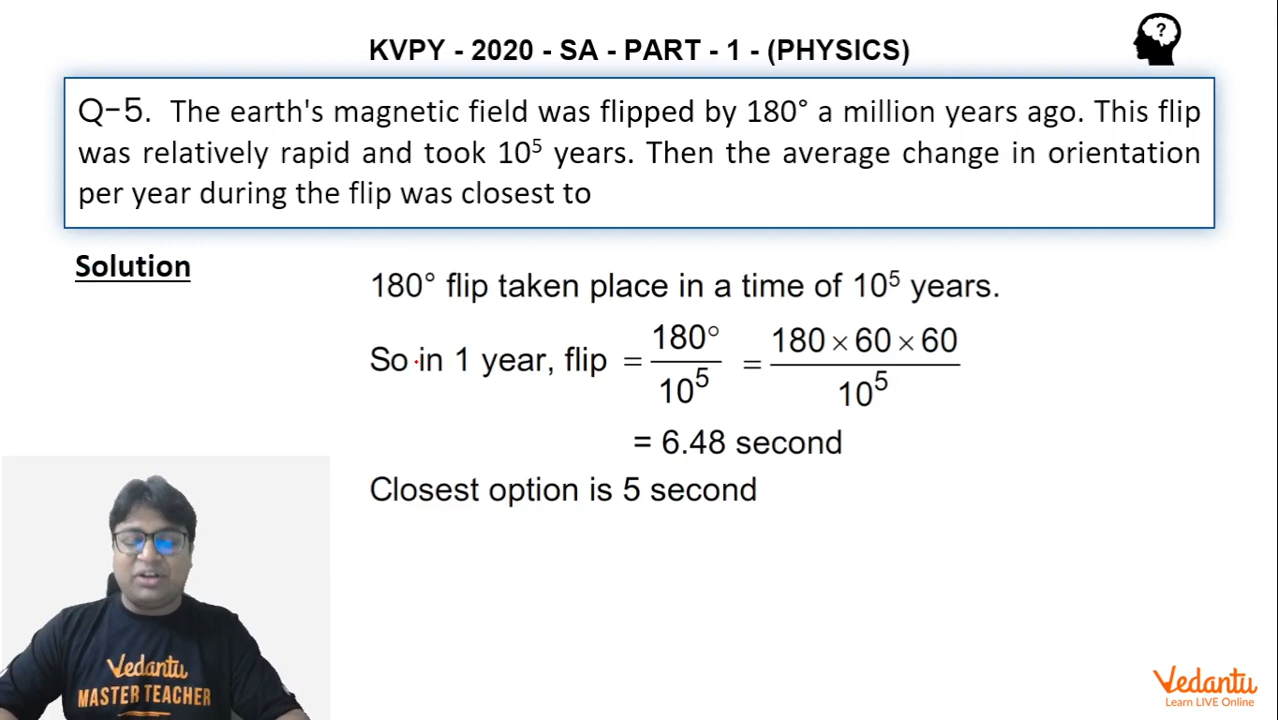 KVPY - 2020 - SA - PART - 1 - (PHYSICS)
?
Q-5. The earth's magnetic field was flipped by 180° a million years ago. This flip
was relatively rapid and took 10⁵ years. Then the average change in orientation
per year during the flip was closest to
Solution
180° flip taken place in a time of 10⁵ years.
So in 1 year, flip = 180° / 10⁵ = 180 × 60 × 60 / 10⁵
= 6.48 second
Closest option is 5 second
Vedantu
MASTER TEACHER
Vedantu
Learn LIVE Online